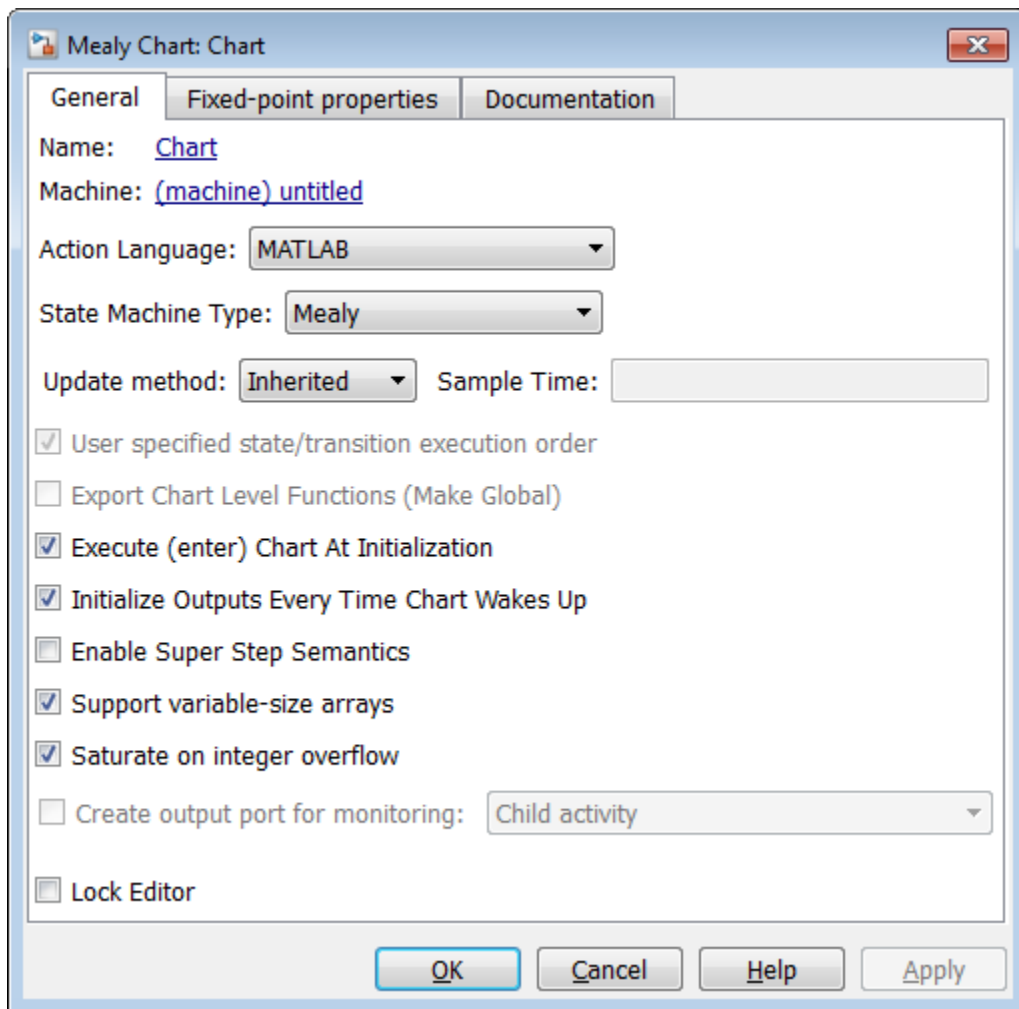 Mealy Chart: Chart
General Fixed-point properties Documentation
Name: Chart
Machine: (machine) untitled
Action Language: MATLAB
State Machine Type: Mealy
Update method: Inherited Sample Time:
User specified state/transition execution order
Export Chart Level Functions (Make Global)
Execute (enter) Chart At Initialization
Initialize Outputs Every Time Chart Wakes Up
Enable Super Step Semantics
Support variable-size arrays
Saturate on integer overflow
Create output port for monitoring: Child activity
Lock Editor
OK Cancel Help Apply